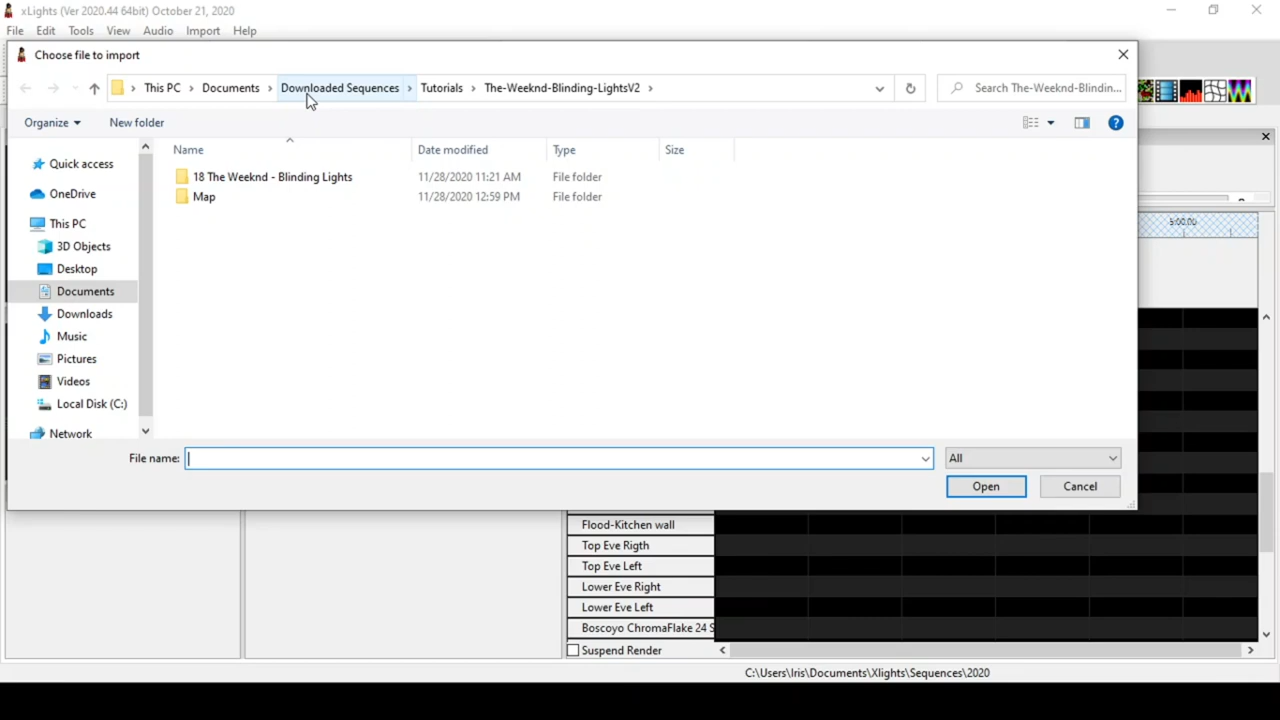 xLights (Ver 2020.44 64bit) October 21, 2020
File Edit Tools View Audio Import Help
Choose file to import
This PC Documents Downloaded Sequences Tutorials The-Weeknd-Blinding-LightsV2
Search The-Weeknd-Blindin...
Organize New folder
Name Date modified Type Size
18 The Weeknd - Blinding Lights 11/28/2020 11:21 AM File folder
Map 11/28/2020 12:59 PM File folder
Quick access
OneDrive
This PC
3D Objects
Desktop
Documents
Downloads
Music
Pictures
Videos
Local Disk (C:)
Network
5:00.00
File name:
All
Open Cancel
Flood-Kitchen wall
Top Eve Rigth
Top Eve Left
Lower Eve Right
Lower Eve Left
Boscoyo ChromaFlake 24 S
Suspend Render
C:\Users\Iris\Documents\Xlights\Sequences\2020